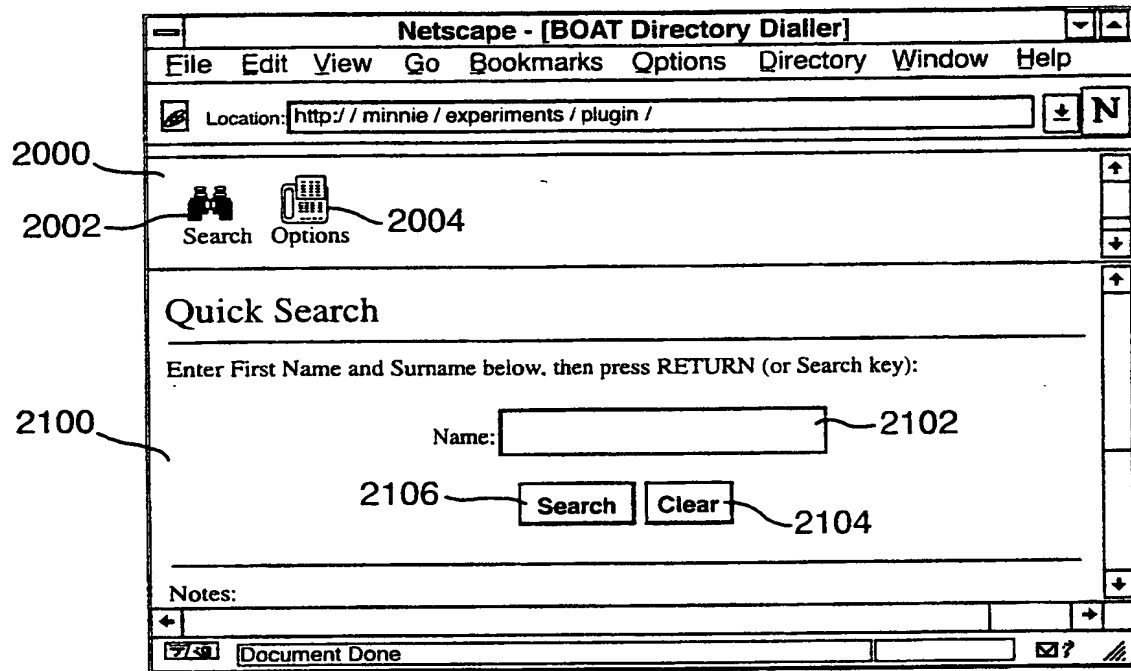 Netscape - [BOAT Directory Dialler]
File Edit View Go Bookmarks Options Directory Window Help
Location: http:/ / minnie / experiments / plugin / N
2000
2002
2004
Search Options
Quick Search
Enter First Name and Surname below, then press RETURN (or Search key):
2100
Name:
2102
2106
Search Clear
2104
Notes:
Document Done
?